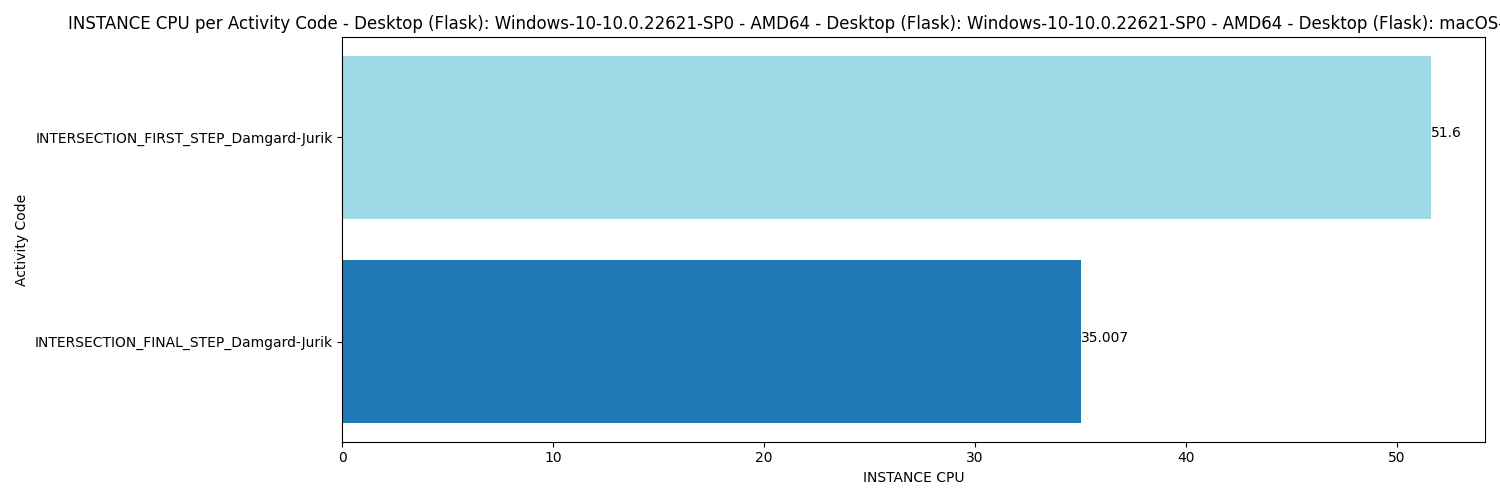 INSTANCE CPU per Activity Code - Desktop (Flask): Windows-10-10.0.22621-SP0 - AMD64 - Desktop (Flask): Windows-10-10.0.22621-SP0 - AMD64 - Desktop (Flask): macOS-
INTERSECTION_FIRST_STEP_Damgard-Jurik
51.6
Activity Code
INTERSECTION_FINAL_STEP_Damgard-Jurik
35.007
0 10 20 30 40 50
INSTANCE CPU